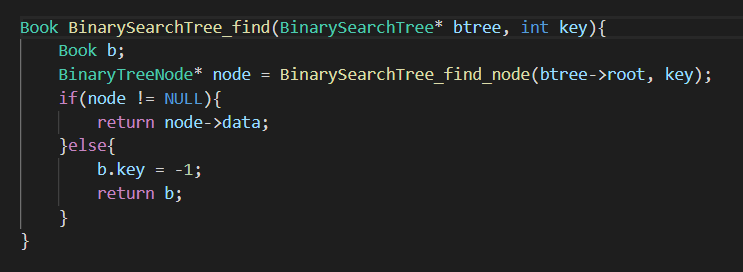 Book BinarySearchTree_find(BinarySearchTree* btree, int key){
    Book b;
    BinaryTreeNode* node = BinarySearchTree_find_node(btree->root, key);
    if(node != NULL){
        return node->data;
    }else{
        b.key = -1;
        return b;
    }
}